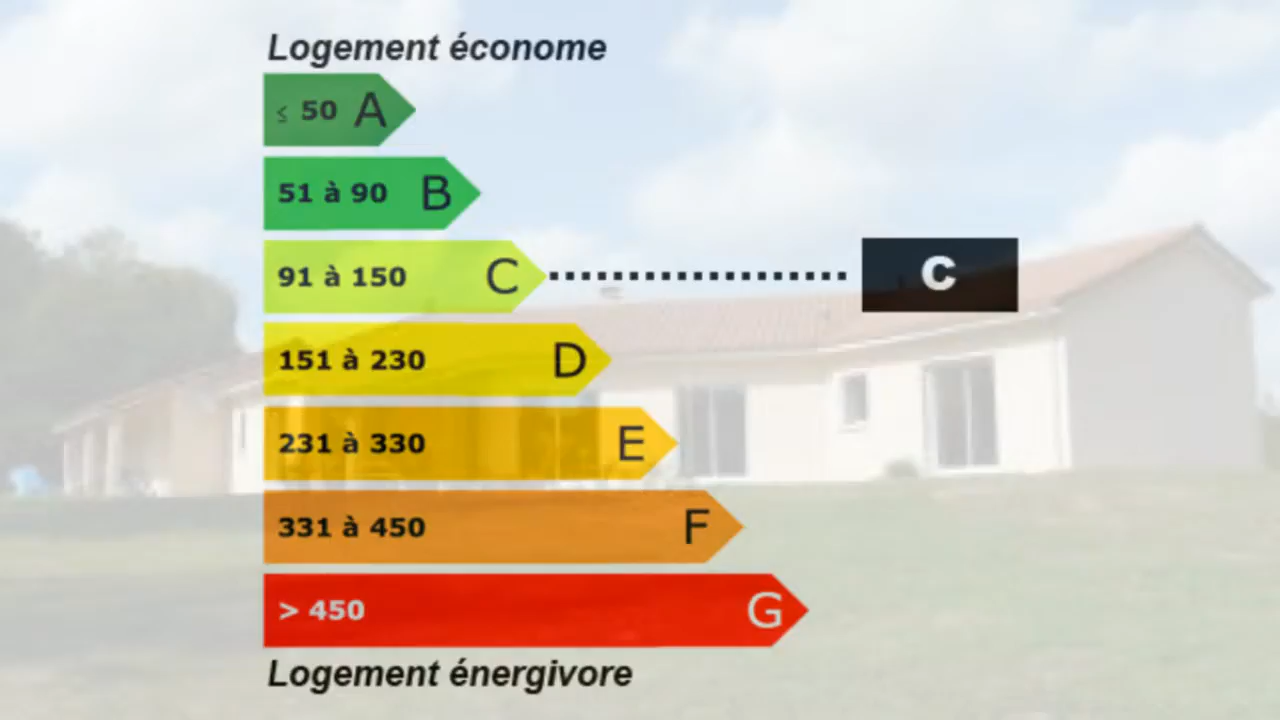 Logement économe
≤ 50 A
51 à 90 B
91 à 150 C C
151 à 230 D
231 à 330 E
331 à 450 F
> 450 G
Logement énergivore